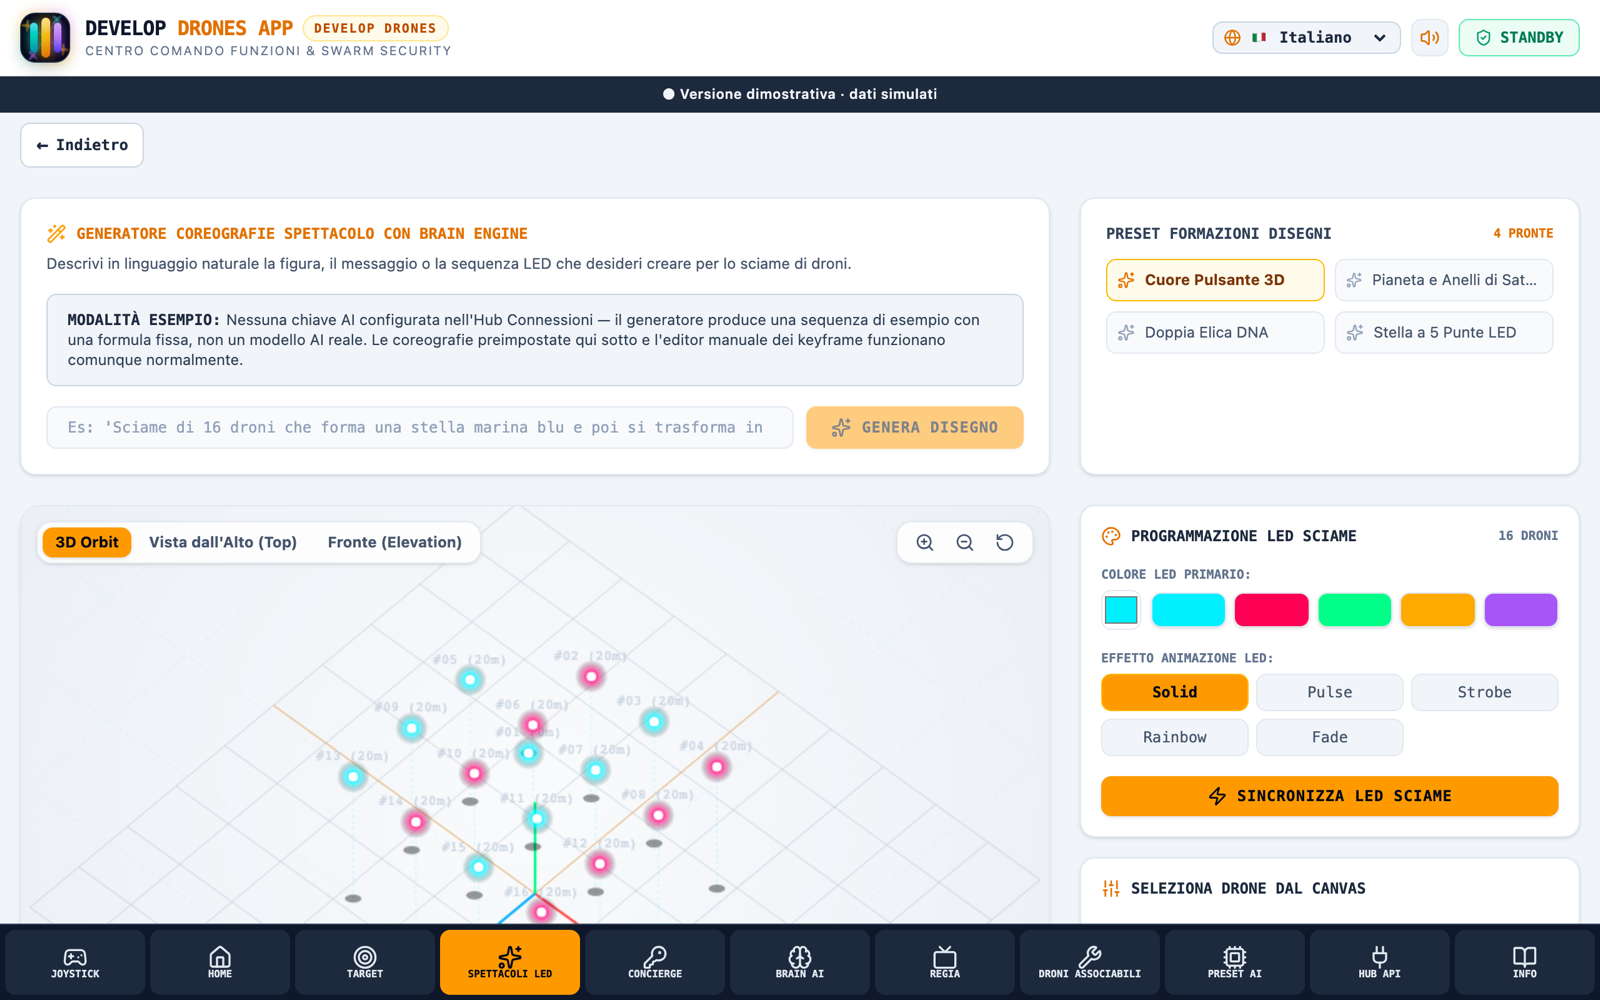 DEVELOP DRONES APP
DEVELOP DRONES
CENTRO COMANDO FUNZIONI & SWARM SECURITY
Italiano
STANDBY
Versione dimostrativa · dati simulati
← Indietro
GENERATORE COREOGRAFIE SPETTACOLO CON BRAIN ENGINE
Descrivi in linguaggio naturale la figura, il messaggio o la sequenza LED che desideri creare per lo sciame di droni.
MODALITÀ ESEMPIO: Nessuna chiave AI configurata nell'Hub Connessioni — il generatore produce una sequenza di esempio con
una formula fissa, non un modello AI reale. Le coreografie preimpostate qui sotto e l'editor manuale dei keyframe funzionano
comunque normalmente.
Es: 'Sciame di 16 droni che forma una stella marina blu e poi si trasforma in
GENERA DISEGNO
PRESET FORMAZIONI DISEGNI
4 PRONTE
Cuore Pulsante 3D
Pianeta e Anelli di Sat...
Doppia Elica DNA
Stella a 5 Punte LED
3D Orbit
Vista dall'Alto (Top)
Fronte (Elevation)
#05 (20m)
#02 (20m)
#09 (20m)
#06 (20m)
#03 (20m)
#13 (20m)
#10 (20m)
#07 (20m)
#04 (20m)
#14 (20m)
#11 (20m)
#08 (20m)
#15 (20m)
#12 (20m)
#16 (20m)
PROGRAMMAZIONE LED SCIAME
16 DRONI
COLORE LED PRIMARIO:
EFFETTO ANIMAZIONE LED:
Solid
Pulse
Strobe
Rainbow
Fade
SINCRONIZZA LED SCIAME
SELEZIONA DRONE DAL CANVAS
JOYSTICK
HOME
TARGET
SPETTACOLI LED
CONCIERGE
BRAIN AI
REGIA
DRONI ASSOCIABILI
PRESET AI
HUB API
INFO